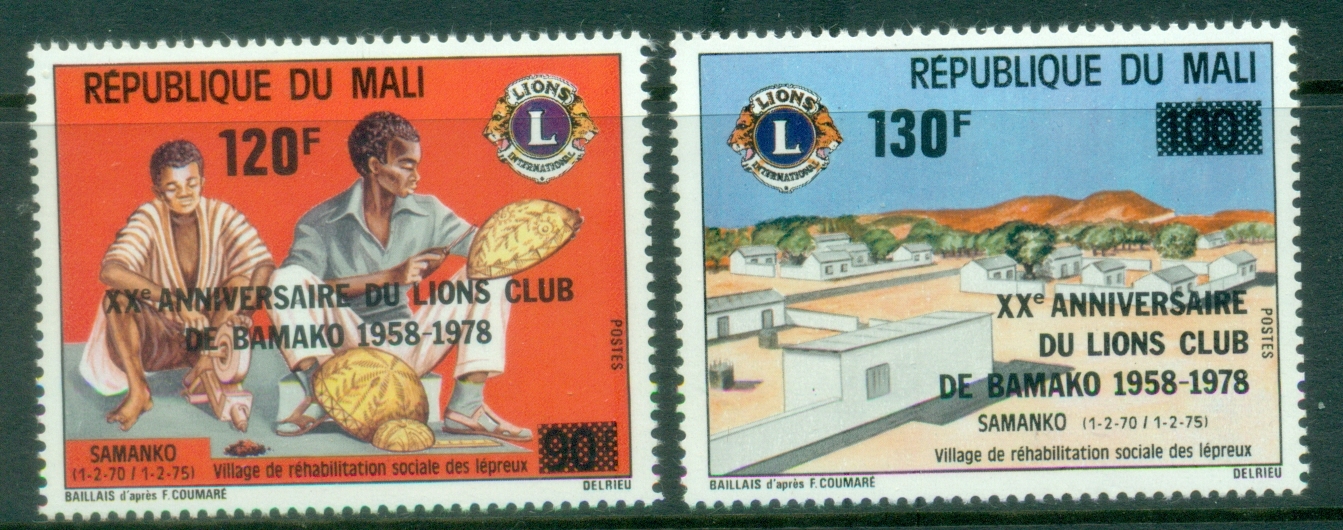 RÉPUBLIQUE DU MALI
120F
LIONS
L
INTERNATIONAL
XXe ANNIVERSAIRE DU LIONS CLUB
DE BAMAKO 1958-1978
POSTES
SAMANKO
(1-2-70 / 1-2-75)
Village de réhabilitation sociale des lépreux
90
BAILLAIS d'après F. COUMARÉ
DELRIEU
RÉPUBLIQUE DU MALI
LIONS
L
INTERNATIONAL
130F
100F
XXe ANNIVERSAIRE
DU LIONS CLUB
DE BAMAKO 1958-1978
POSTES
SAMANKO (1-2-70 / 1-2-75)
Village de réhabilitation sociale des lépreux
BAILLAIS d'après F. COUMARÉ
DELRIEU